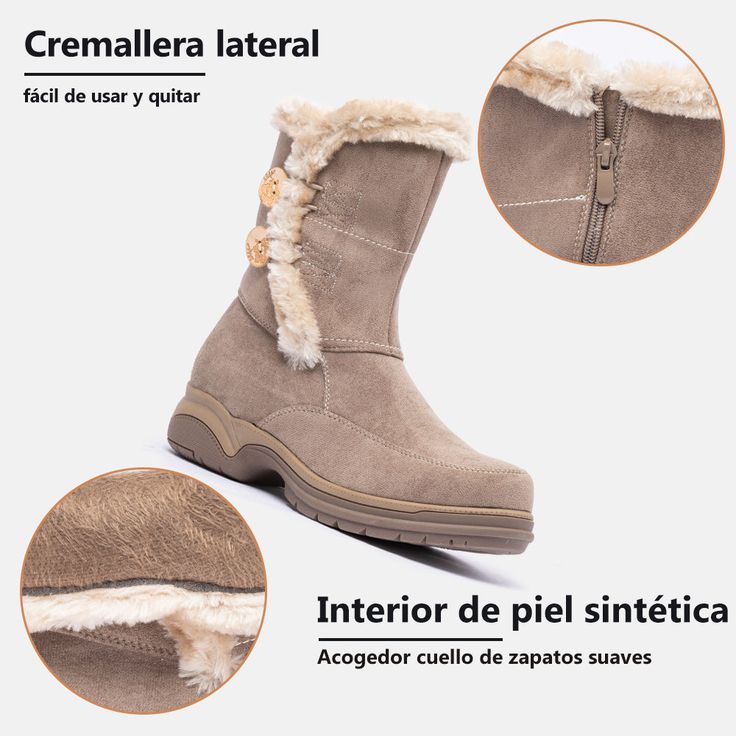 Cremallera lateral
fácil de usar y quitar
Interior de piel sintética
Acogedor cuello de zapatos suaves